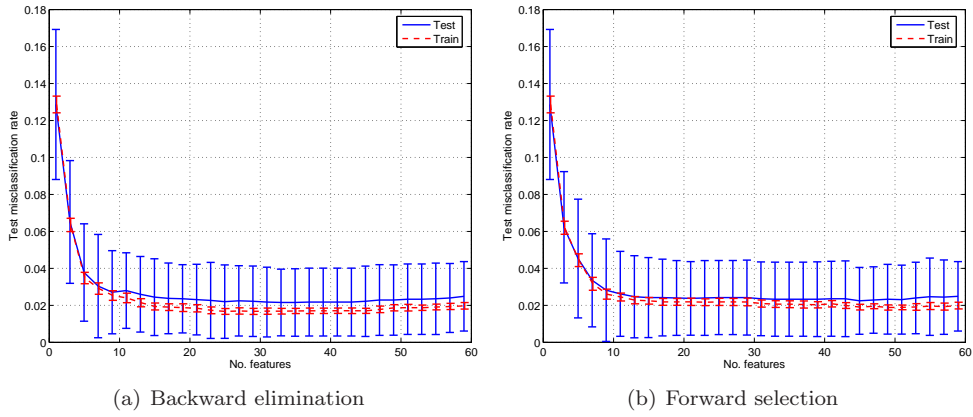 0.18
0.16
0.14
0.12
0.1
0.08
0.06
0.04
0.02
0
0 10 20 30 40 50 60
No. features
Test misclassification rate
Test
Train
(a) Backward elimination
0.18
0.16
0.14
0.12
0.1
0.08
0.06
0.04
0.02
0
0 10 20 30 40 50 60
No. features
Test misclassification rate
Test
Train
(b) Forward selection